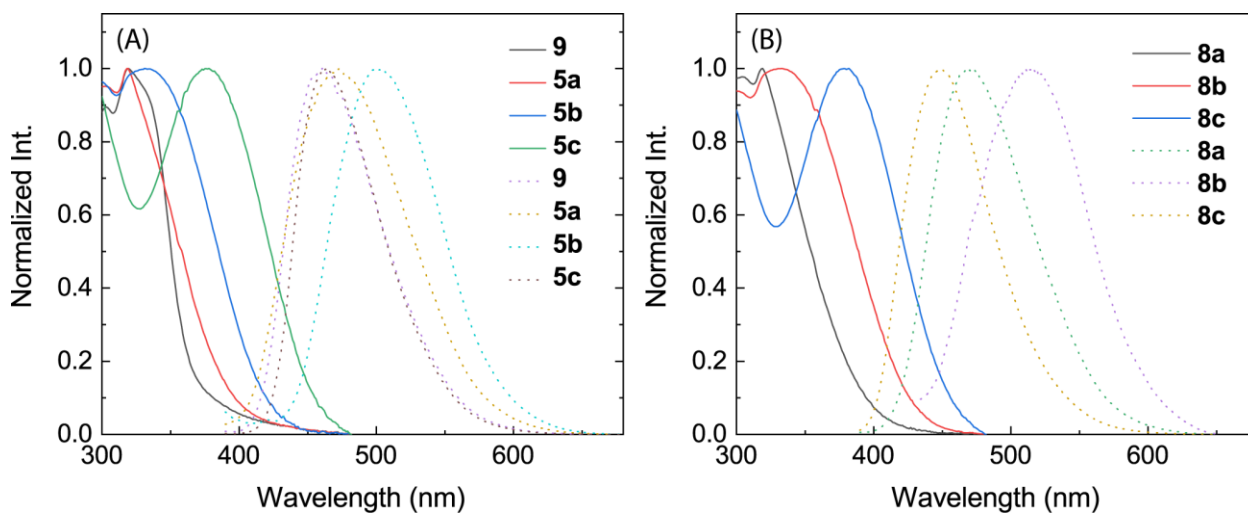 (A)
9
5a
5b
5c
9
5a
5b
5c
1.0
0.8
0.6
0.4
0.2
0.0
Normalized Int.
300
400
500
600
Wavelength (nm)
(B)
8a
8b
8c
8a
8b
8c
1.0
0.8
0.6
0.4
0.2
0.0
Normalized Int.
300
400
500
600
Wavelength (nm)